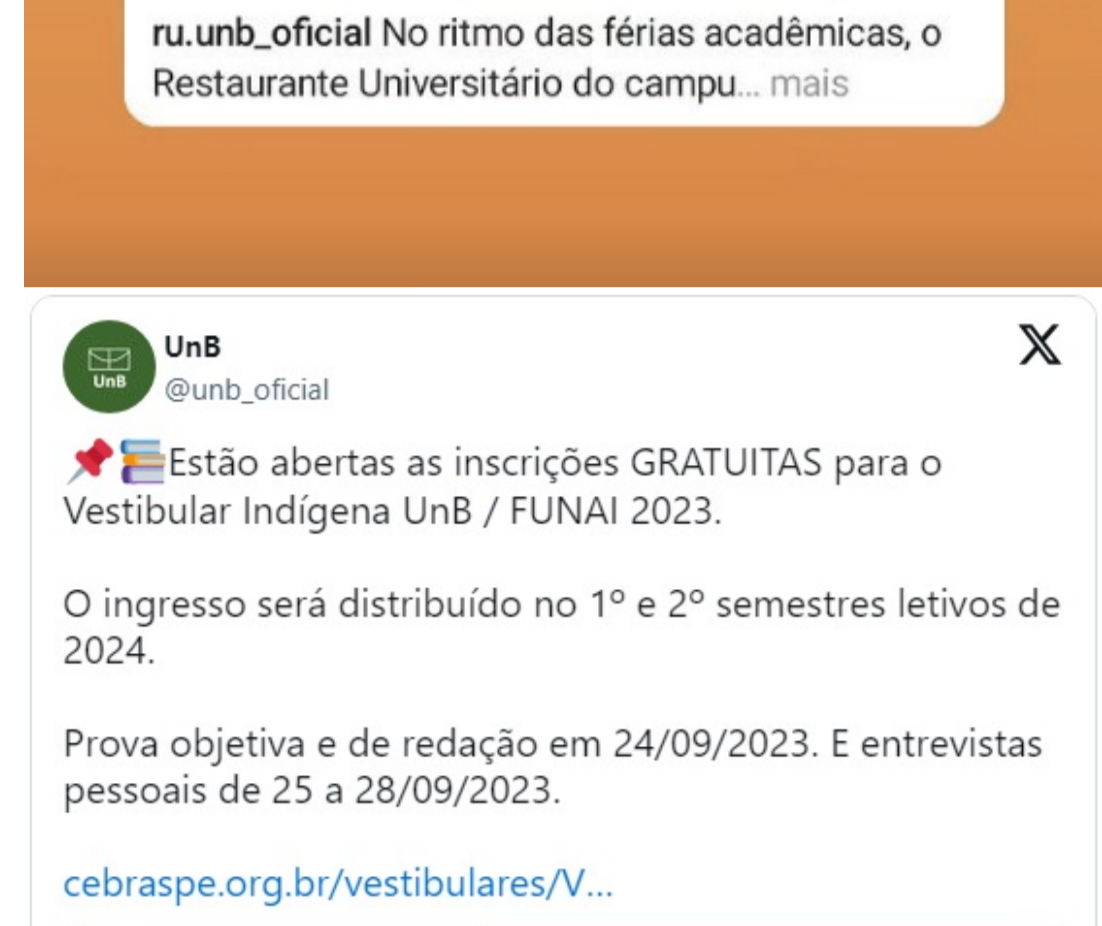 ru.unb_oficial No ritmo das férias acadêmicas, o
Restaurante Universitário do campu... mais
UnB
UnB
@unb_oficial
📌📚Estão abertas as inscrições GRATUITAS para o
Vestibular Indígena UnB / FUNAI 2023.
O ingresso será distribuído no 1º e 2º semestres letivos de
2024.
Prova objetiva e de redação em 24/09/2023. E entrevistas
pessoais de 25 a 28/09/2023.
cebraspe.org.br/vestibulares/V...